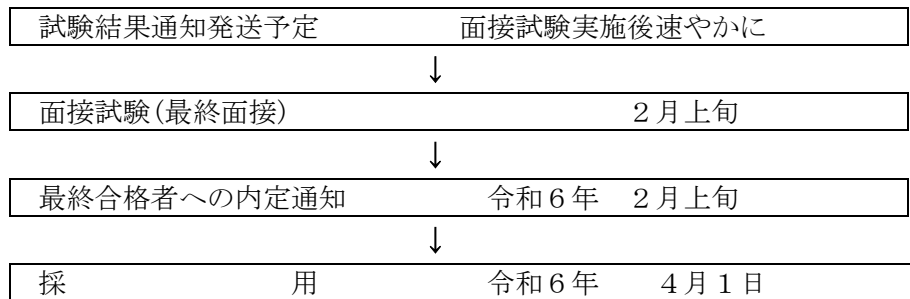 試験結果通知発送予定　　　　面接試験実施後速やかに
↓
面接試験(最終面接)　　　　２月上旬
↓
最終合格者への内定通知　　　　令和６年　２月上旬
↓
採　　　　用　　　　令和６年　４月１日